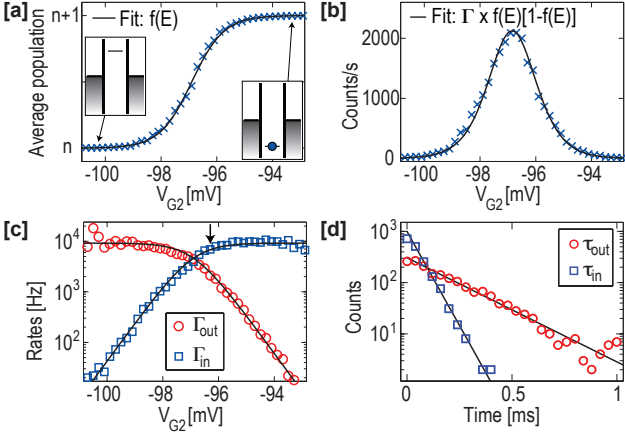 [a]
n+1
Fit: f(E)
Average population
n
-100 -98 -96 -94
V_G2 [mV]
[b]
Fit: Γ x f(E)[1-f(E)]
2000
1000
0
Counts/s
-100 -98 -96 -94
V_G2 [mV]
[c]
10^4
10^3
10^2
Rates [Hz]
Γ_out
Γ_in
-100 -98 -96 -94
V_G2 [mV]
[d]
10^3
10^2
10^1
10^0
Counts
τ_out
τ_in
0 0.5 1
Time [ms]